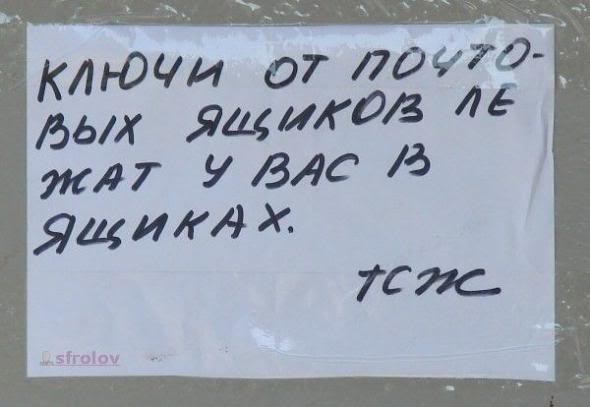 КЛЮЧИ ОТ ПОЧТО-
ВЫХ ЯЩИКОВ ЛЕ
ЖАТ У ВАС В
ЯЩИКАХ.
ТСЖ
sfrolov